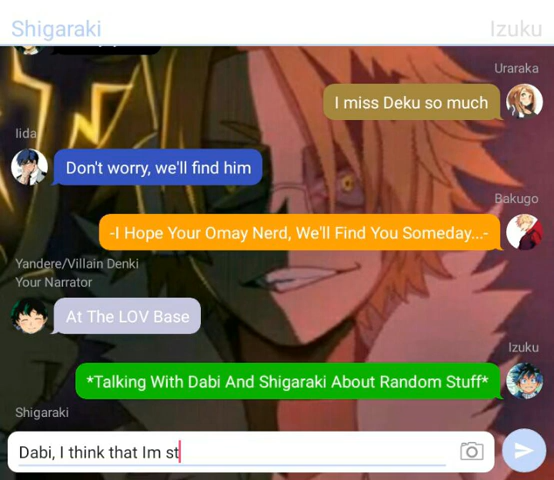 Shigaraki
Izuku
Uraraka
I miss Deku so much
Iida
Don't worry, we'll find him
Bakugo
-I Hope Your Omay Nerd, We'll Find You Someday...-
Yandere/Villain Denki
Your Narrator
At The LOV Base
Izuku
*Talking With Dabi And Shigaraki About Random Stuff*
Shigaraki
Dabi, I think that Im st